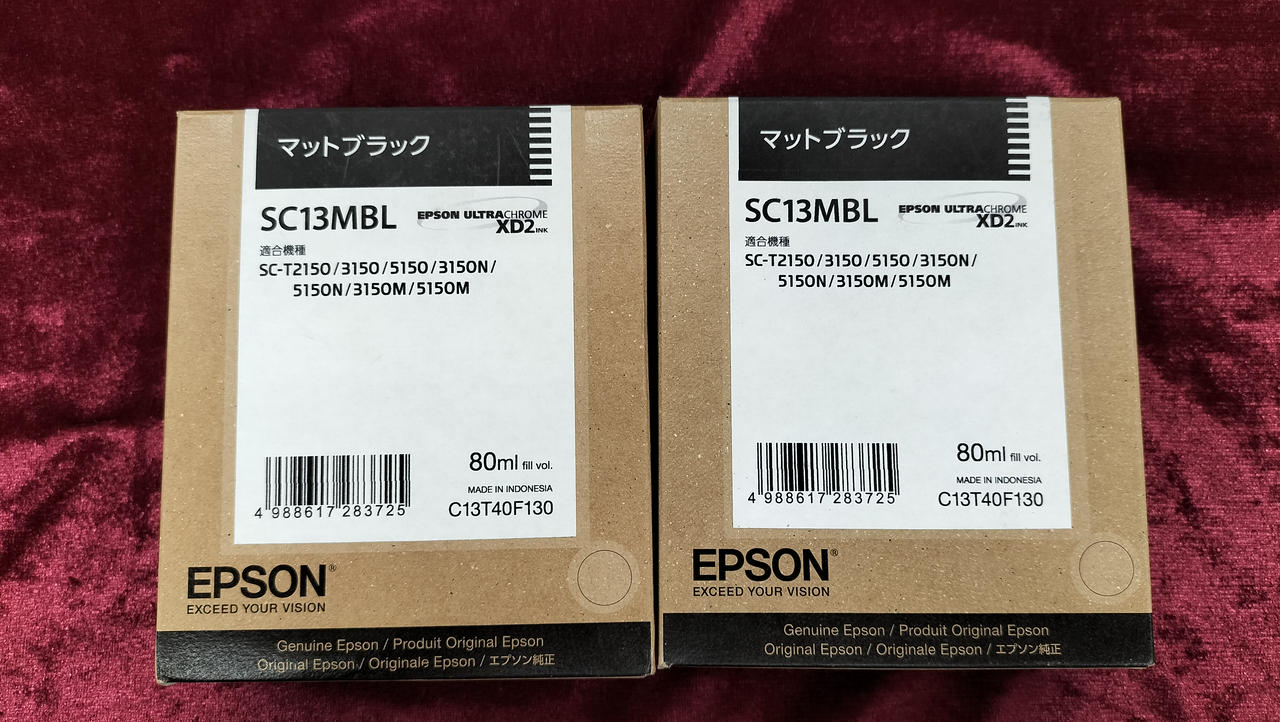 マットブラック
SC13MBL
EPSON ULTRACHROME
XD2 INK
適合機種
SC-T2150/3150/5150/3150N/
5150N/3150M/5150M
80ml fill vol.
MADE IN INDONESIA
C13T40F130
4 988617 283725
EPSON®
EXCEED YOUR VISION
Genuine Epson / Produit Original Epson
Original Epson / Originale Epson / エプソン純正
マットブラック
SC13MBL
EPSON ULTRACHROME
XD2 INK
適合機種
SC-T2150/3150/5150/3150N/
5150N/3150M/5150M
80ml fill vol.
MADE IN INDONESIA
C13T40F130
4 988617 283725
EPSON®
EXCEED YOUR VISION
Genuine Epson / Produit Original Epson
Original Epson / Originale Epson / エプソン純正